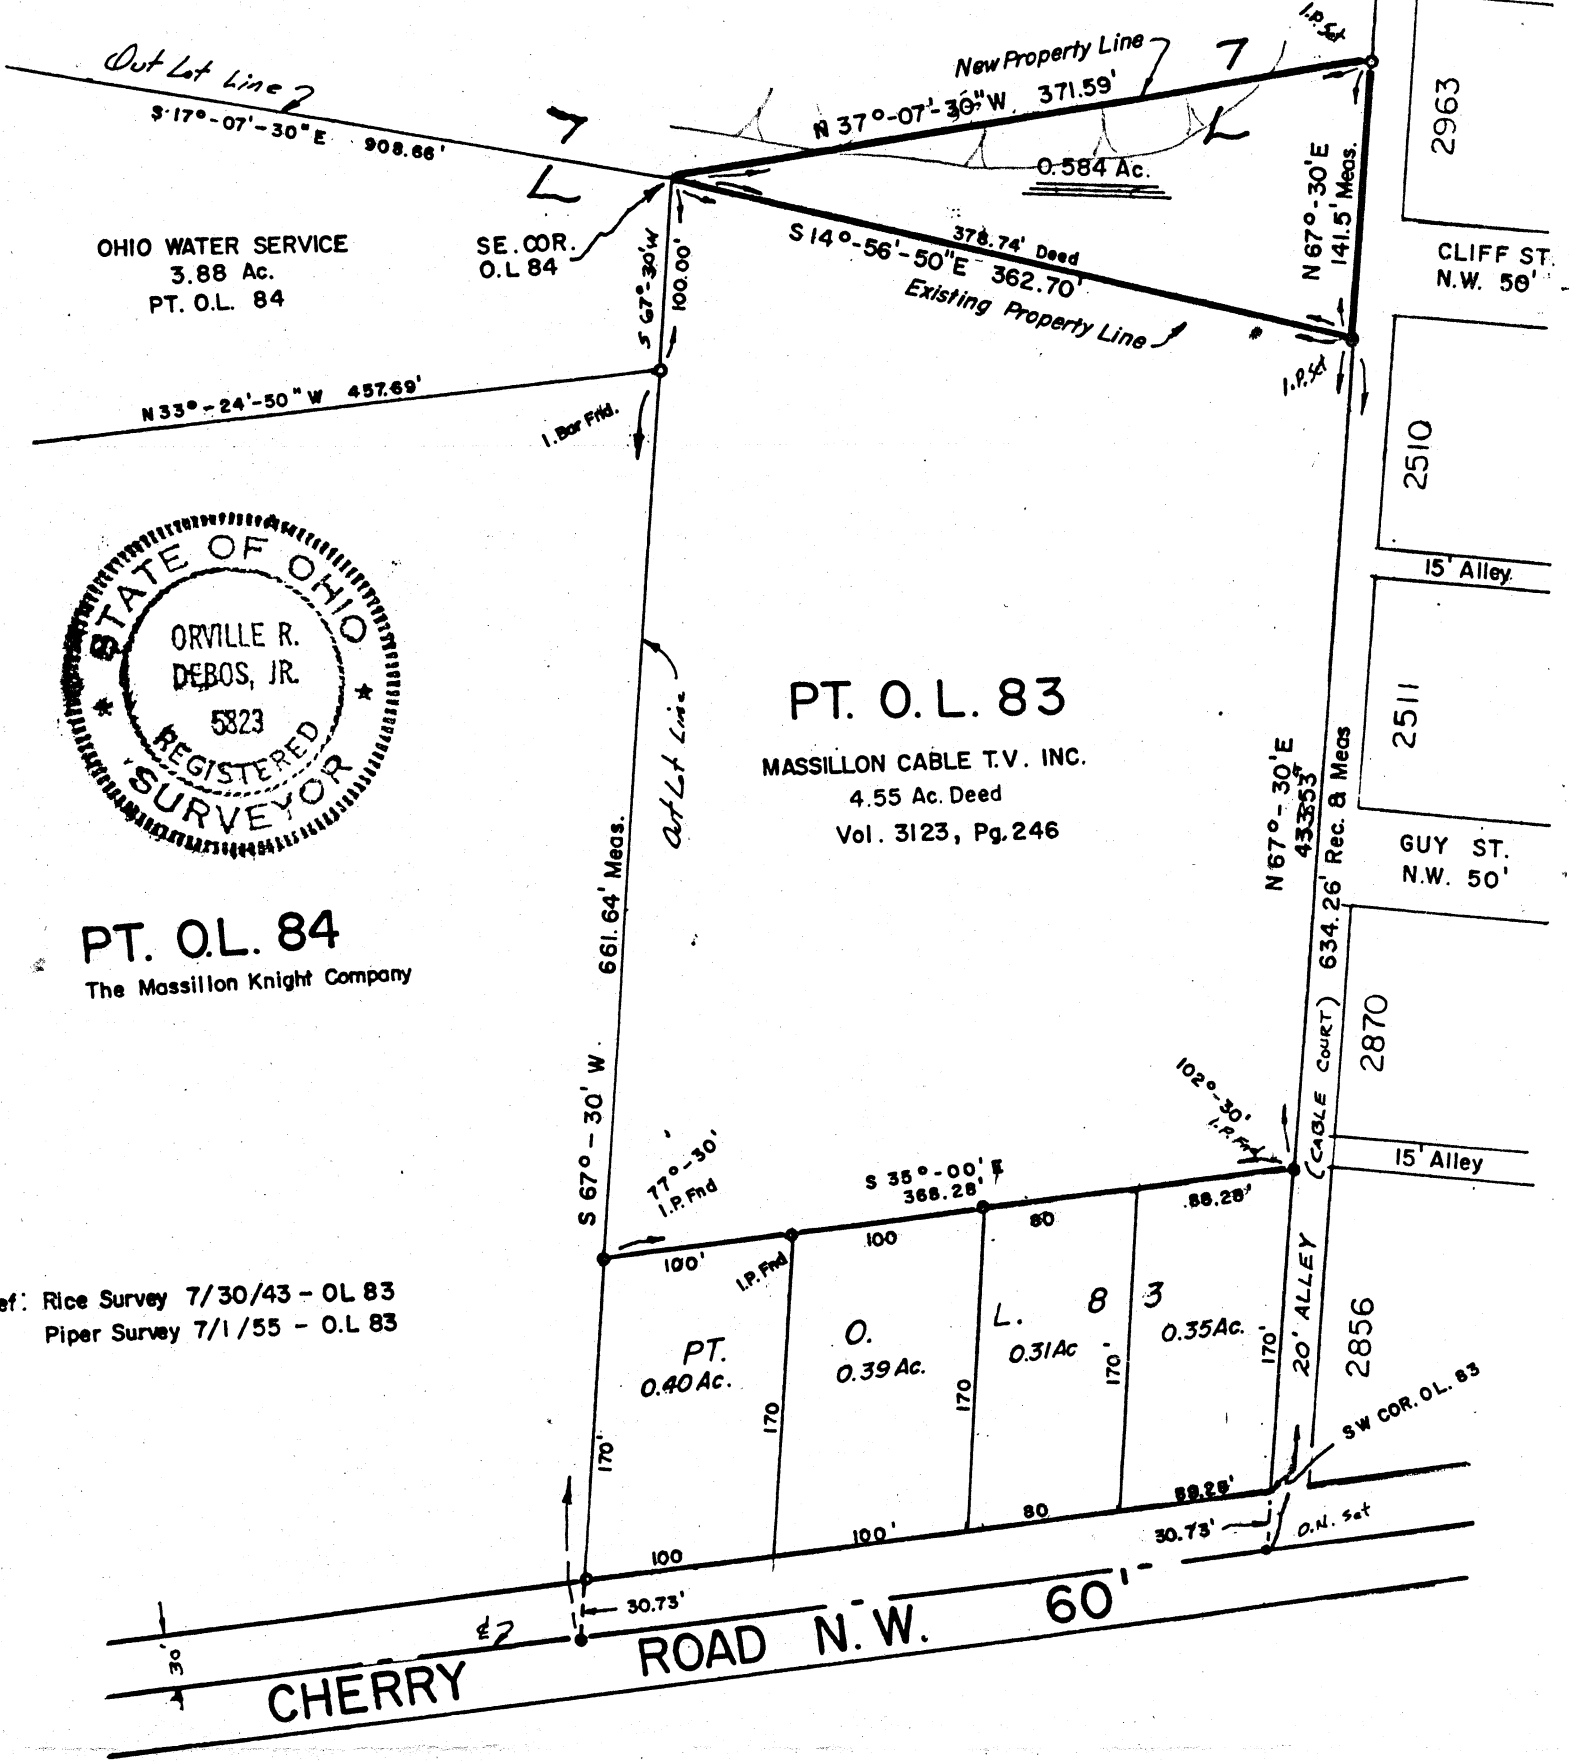 Out Lot Line
S 17°-07'-30" E 908.66'
New Property Line
N 37°-07'-30" W 371.59'
I.P. Set
0.584 Ac.
N 67°-30' E
141.5' Meas.
2963
CLIFF ST.
N.W. 50'
OHIO WATER SERVICE
3.88 Ac.
PT. O.L. 84
SE. COR.
O.L 84
S 67°-30' W
100.00'
378.74' Deed
S 14°-56'-50" E 362.70'
Existing Property Line
I.P. Set
N 33°-24'-50" W 457.69'
I. Bar Fnd.
2510
15' Alley
STATE OF OHIO
ORVILLE R.
DEBOS, JR.
5823
REGISTERED
SURVEYOR
Out Lot Line
PT. O.L. 83
MASSILLON CABLE T.V. INC.
4.55 Ac. Deed
Vol. 3123, Pg. 246
2511
N 67°-30' E
634.26' Rec. & Meas
GUY ST.
N.W. 50'
661.64' Meas.
S 67°-30' W
PT. O.L. 84
The Massillon Knight Company
2870
(CABLE COURT)
102°-30'
I.P. Fnd
15' Alley
77°-30'
I.P. Fnd
S 35°-00' E
368.28'
100'
I.P. Fnd
100
80
88.28'
ef: Rice Survey 7/30/43 - OL 83
Piper Survey 7/1/55 - O.L 83
PT. O. L. 83
0.40 Ac.
0.39 Ac.
0.31 Ac
0.35 Ac.
170'
170
170
170'
170'
20' ALLEY
2856
SW COR. O.L. 83
100
100'
80
88.28'
30.73'
O.N. Set
30.73'
30'
CHERRY ROAD N.W. 60'